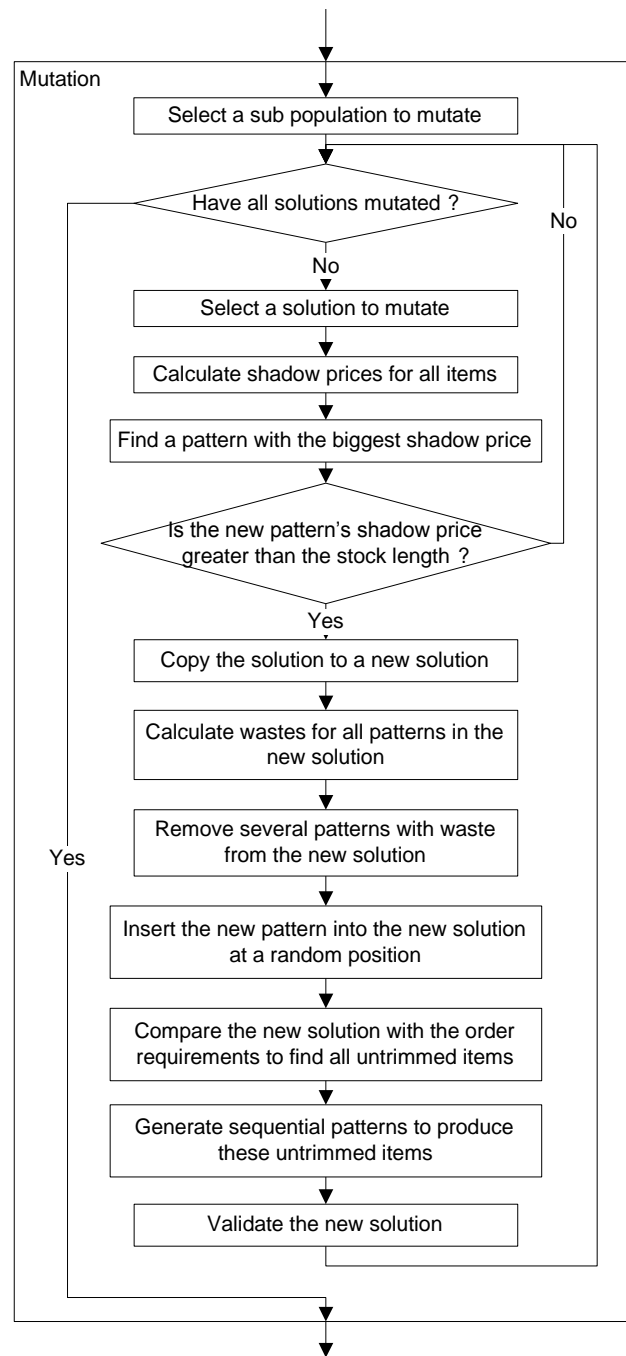 Mutation
Select a sub population to mutate
Have all solutions mutated ?
No
No
Select a solution to mutate
Calculate shadow prices for all items
Find a pattern with the biggest shadow price
Is the new pattern's shadow price
greater than the stock length ?
Yes
Copy the solution to a new solution
Calculate wastes for all patterns in the
new solution
Remove several patterns with waste
from the new solution
Yes
Insert the new pattern into the new solution
at a random position
Compare the new solution with the order
requirements to find all untrimmed items
Generate sequential patterns to produce
these untrimmed items
Validate the new solution